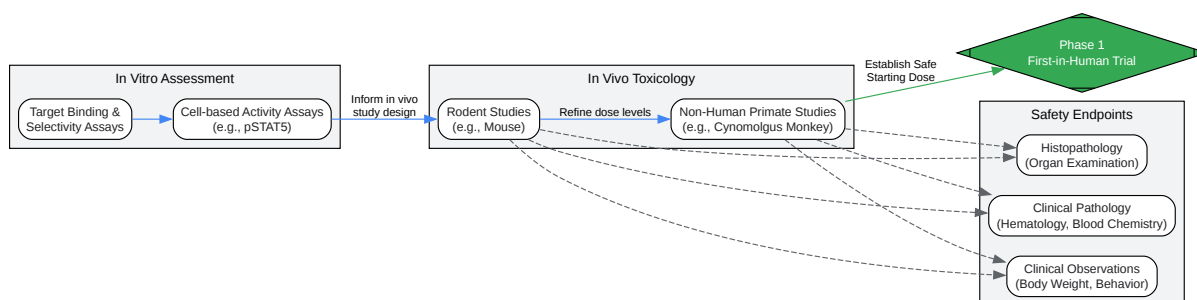 In Vitro Assessment
Target Binding &
Selectivity Assays
Cell-based Activity Assays
(e.g., pSTAT5)
Inform in vivo
study design
In Vivo Toxicology
Rodent Studies
(e.g., Mouse)
Refine dose levels
Non-Human Primate Studies
(e.g., Cynomolgus Monkey)
Establish Safe
Starting Dose
Phase 1
First-in-Human Trial
Safety Endpoints
Histopathology
(Organ Examination)
Clinical Pathology
(Hematology, Blood Chemistry)
Clinical Observations
(Body Weight, Behavior)